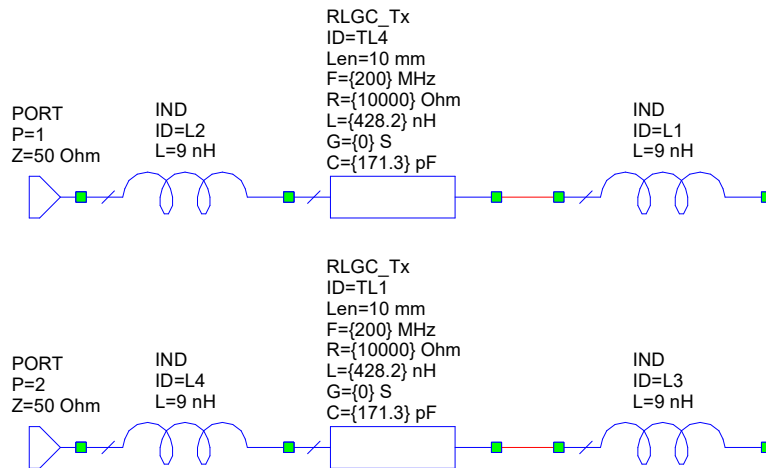 RLGC_Tx
ID=TL4
Len=10 mm
F={200} MHz
R={10000} Ohm
L={428.2} nH
G={0} S
C={171.3} pF
PORT
P=1
Z=50 Ohm
IND
ID=L2
L=9 nH
IND
ID=L1
L=9 nH
RLGC_Tx
ID=TL1
Len=10 mm
F={200} MHz
R={10000} Ohm
L={428.2} nH
G={0} S
C={171.3} pF
PORT
P=2
Z=50 Ohm
IND
ID=L4
L=9 nH
IND
ID=L3
L=9 nH